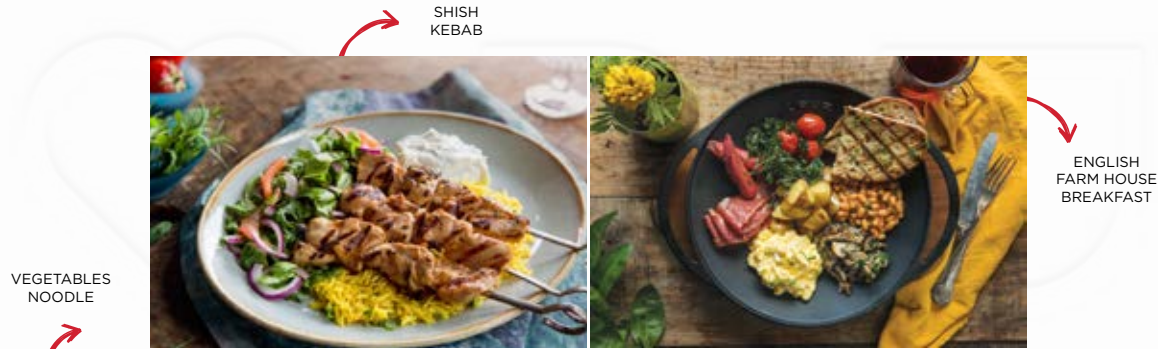 SHISH
KEBAB
ENGLISH
FARM HOUSE
BREAKFAST
VEGETABLES
NOODLE